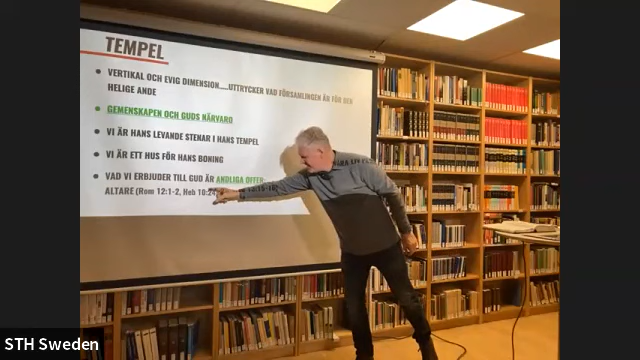 TEMPEL
• VERTIKAL OCH EVIG DIMENSION.....UTTRYCKER VAD FÖRSAMLINGEN ÄR FÖR DEN
HELIGE ANDE
• GEMENSKAPEN OCH GUDS NÄRVARO
• VI ÄR HANS LEVANDE STENAR I HANS TEMPEL
• VI ÄR ETT HUS FÖR HANS BONING
• VAD VI ERBJUDER TILL GUD ÄR ANDLIGA OFFER
ALTARE (Rom 12:1-2, Heb 10:24
STH Sweden